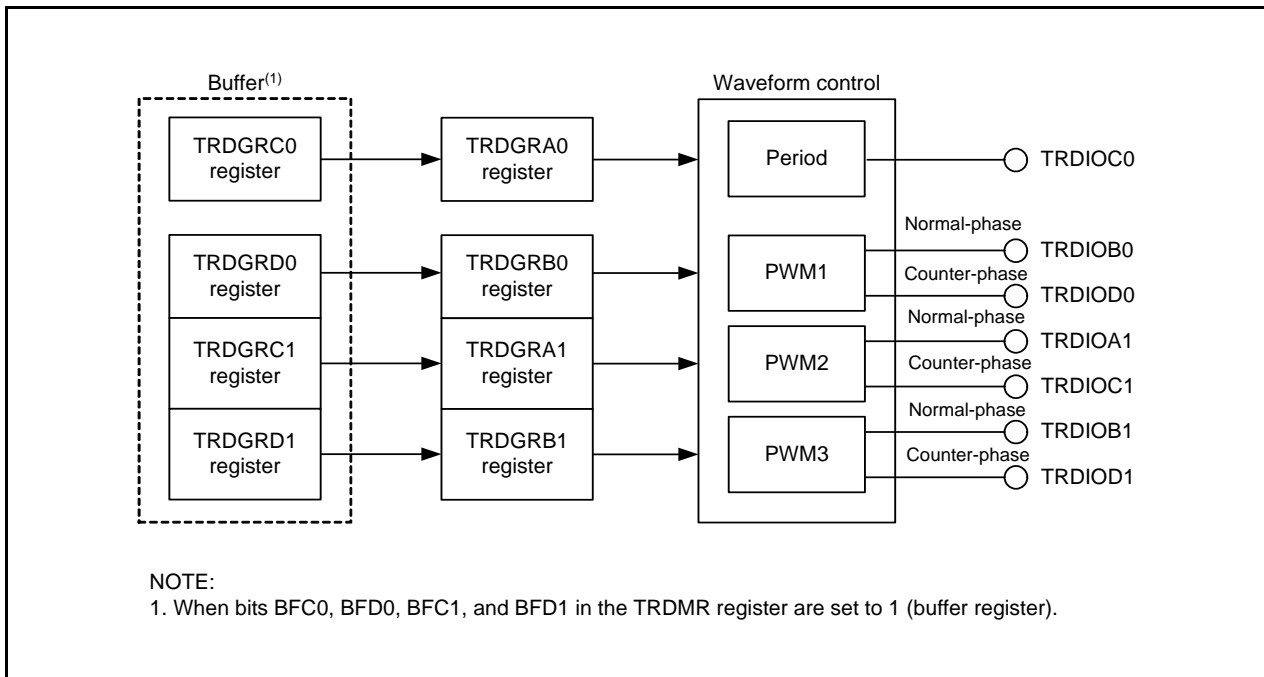 Buffer(1)
Waveform control
TRDGRC0
register
TRDGRA0
register
Period
TRDIOC0
TRDGRD0
register
TRDGRB0
register
PWM1
Normal-phase
TRDIOB0
Counter-phase
TRDIOD0
TRDGRC1
register
TRDGRA1
register
PWM2
Normal-phase
TRDIOA1
Counter-phase
TRDIOC1
TRDGRD1
register
TRDGRB1
register
PWM3
Normal-phase
TRDIOB1
Counter-phase
TRDIOD1
NOTE:
1. When bits BFC0, BFD0, BFC1, and BFD1 in the TRDMR register are set to 1 (buffer register).